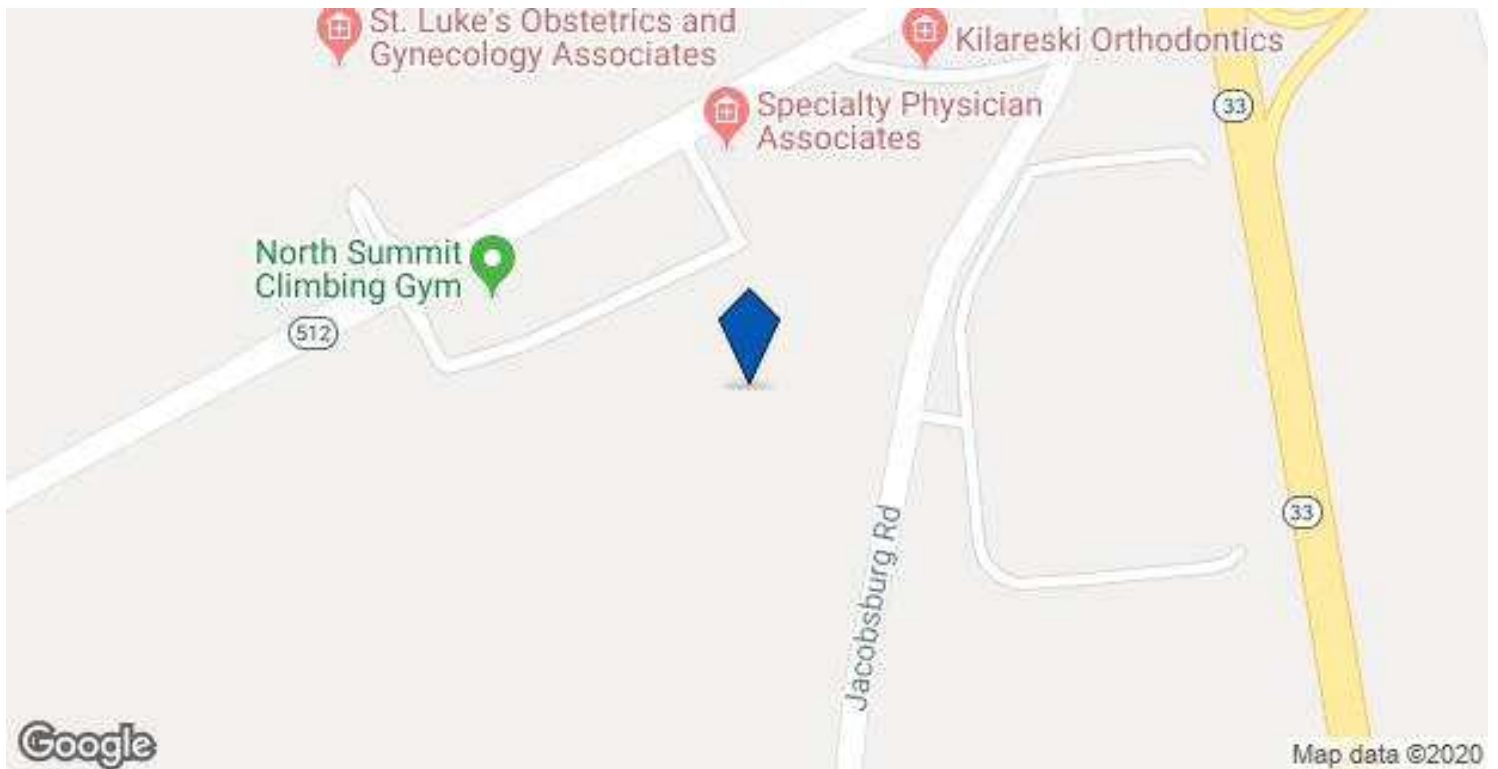 St. Luke's Obstetrics and
Gynecology Associates
Kilareski Orthodontics
Specialty Physician
Associates
33
North Summit
Climbing Gym
512
33
Jacobsburg Rd
Google
Map data ©2020